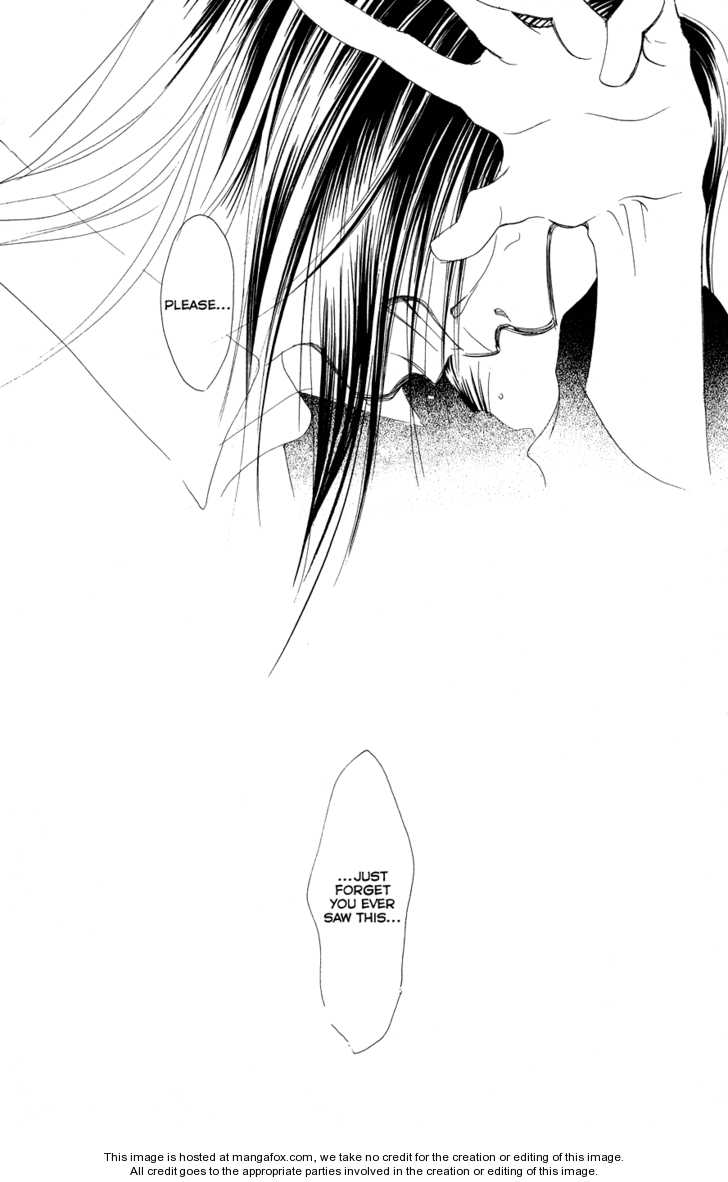 PLEASE...
...JUST
FORGET
YOU EVER
SAW THIS...
This image is hosted at mangafox.com, we take no credit for the creation or editing of this image.
All credit goes to the appropriate parties involved in the creation or editing of this image.